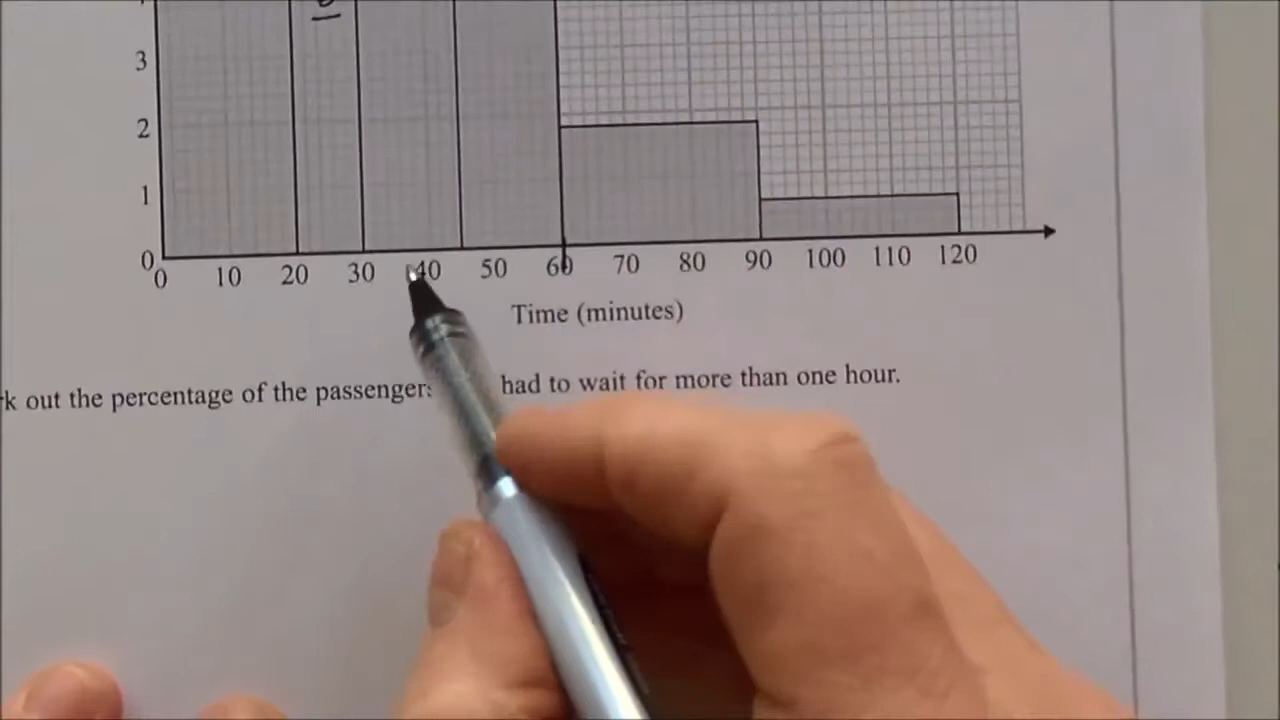 3
2
1
0
0 10 20 30 40 50 60 70 80 90 100 110 120
Time (minutes)
out the percentage of the passengers had to wait for more than one hour.